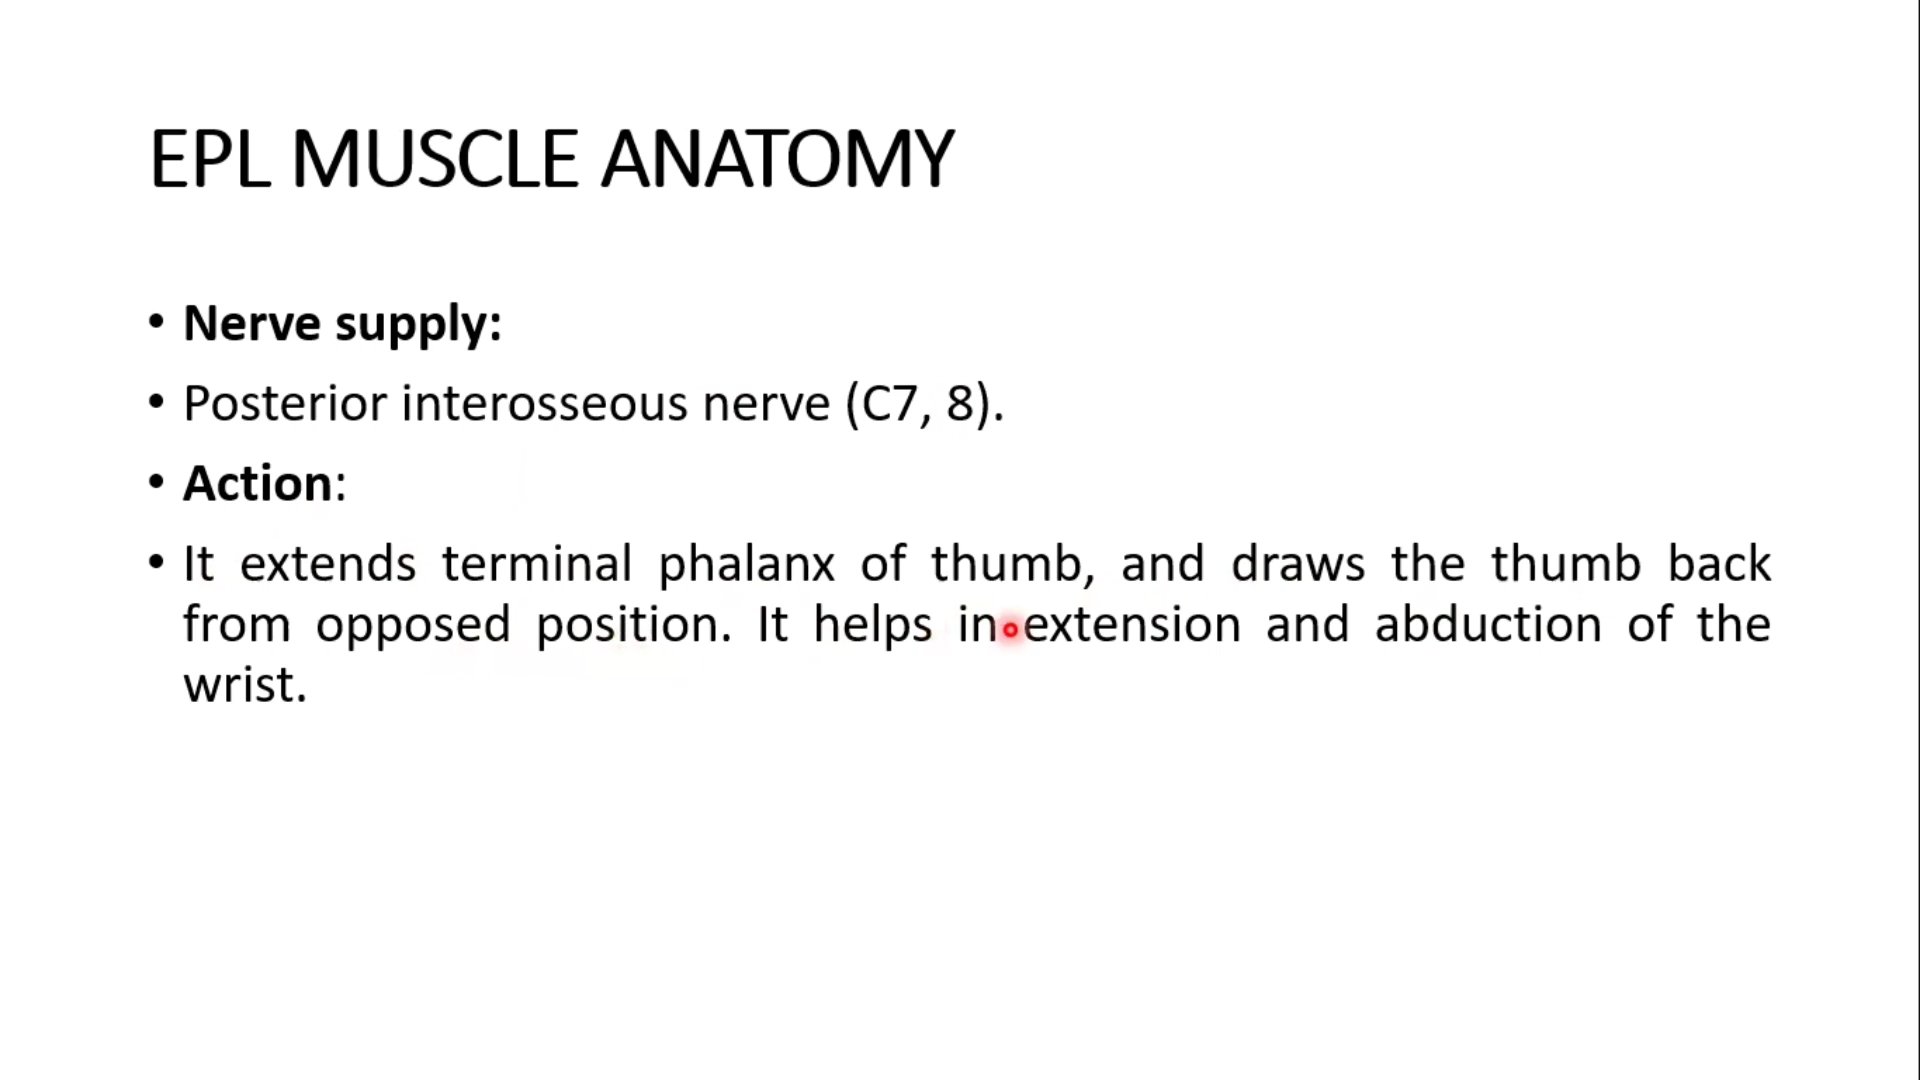 EPL MUSCLE ANATOMY
• Nerve supply:
• Posterior interosseous nerve (C7, 8).
• Action:
• It extends terminal phalanx of thumb, and draws the thumb back
from opposed position. It helps in extension and abduction of the
wrist.